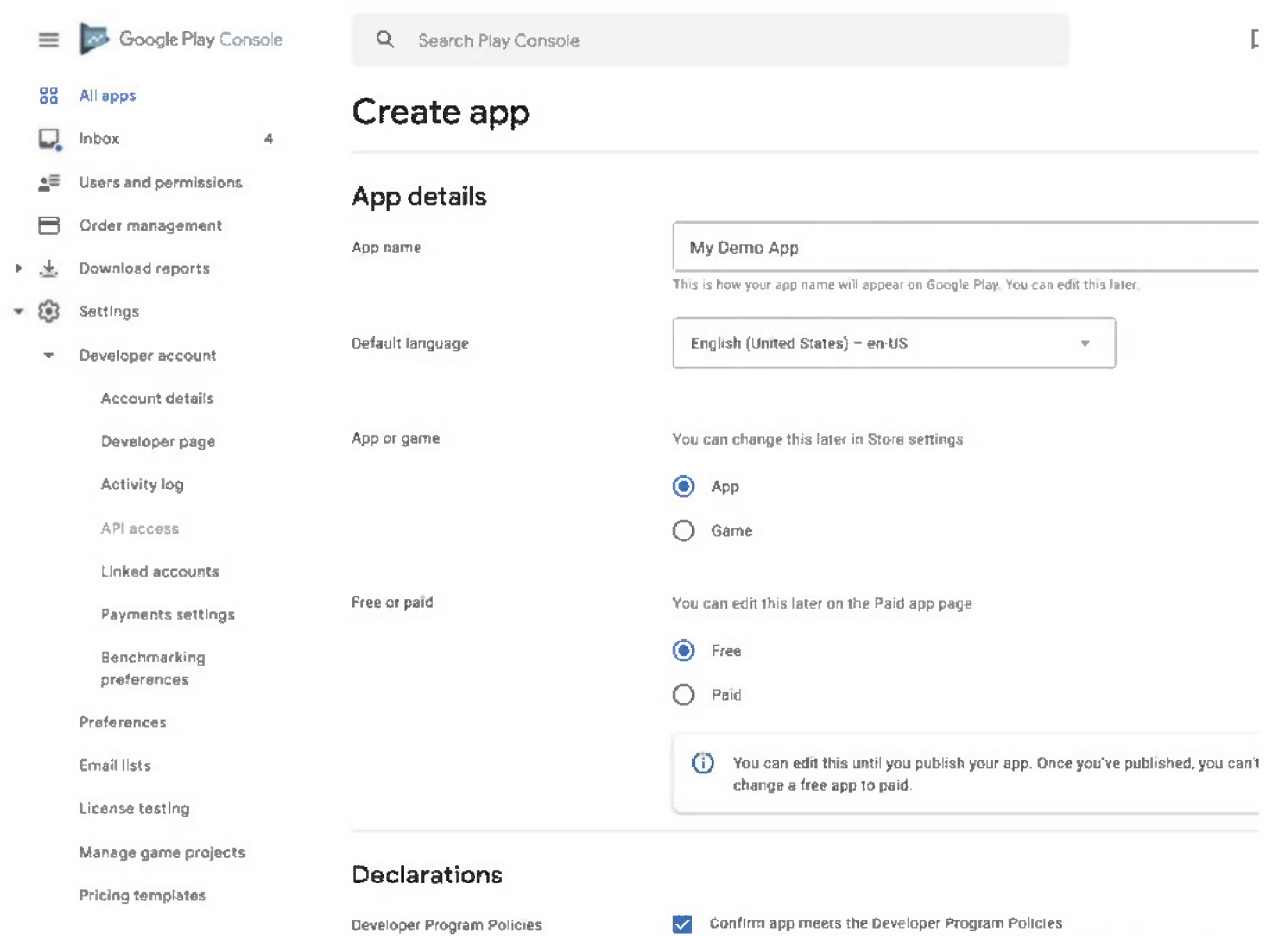 Google Play Console
Search Play Console
All apps
Inbox 4
Users and permissions
Order management
Download reports
Settings
Developer account
Account details
Developer page
Activity log
API access
Linked accounts
Payments settings
Benchmarking
preferences
Preferences
Email lists
License testing
Manage game projects
Pricing templates
Create app
App details
App name
My Demo App
This is how your app name will appear on Google Play. You can edit this later.
Default language
English (United States) – en-US
App or game
You can change this later in Store settings
App
Game
Free or paid
You can edit this later on the Paid app page
Free
Paid
You can edit this until you publish your app. Once you've published, you can't
change a free app to paid.
Declarations
Developer Program Policies
Confirm app meets the Developer Program Policies